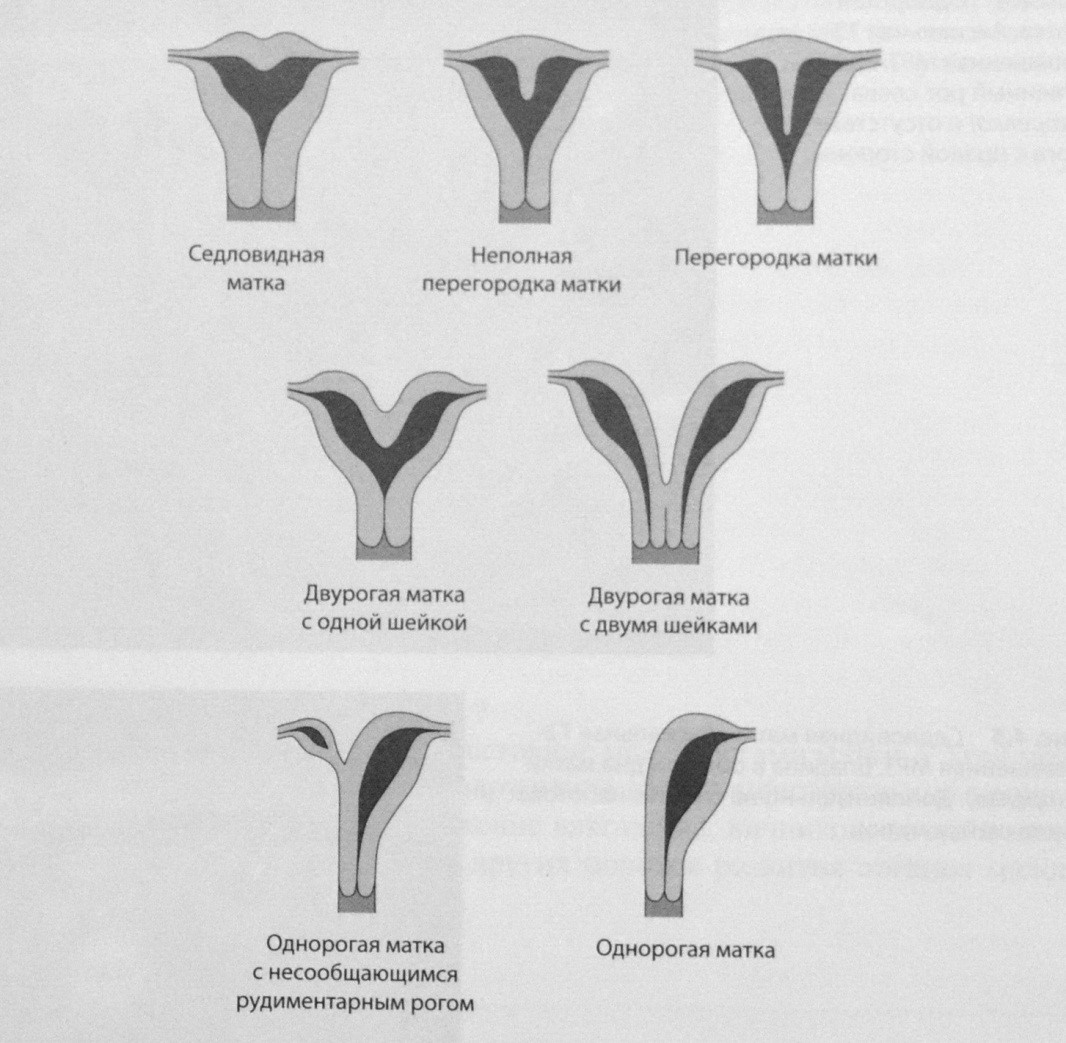 Седловидная
матка
Неполная
перегородка матки
Перегородка матки
Двурогая матка
с одной шейкой
Двурогая матка
с двумя шейками
Однорогая матка
с несообщающимся
рудиментарным рогом
Однорогая матка